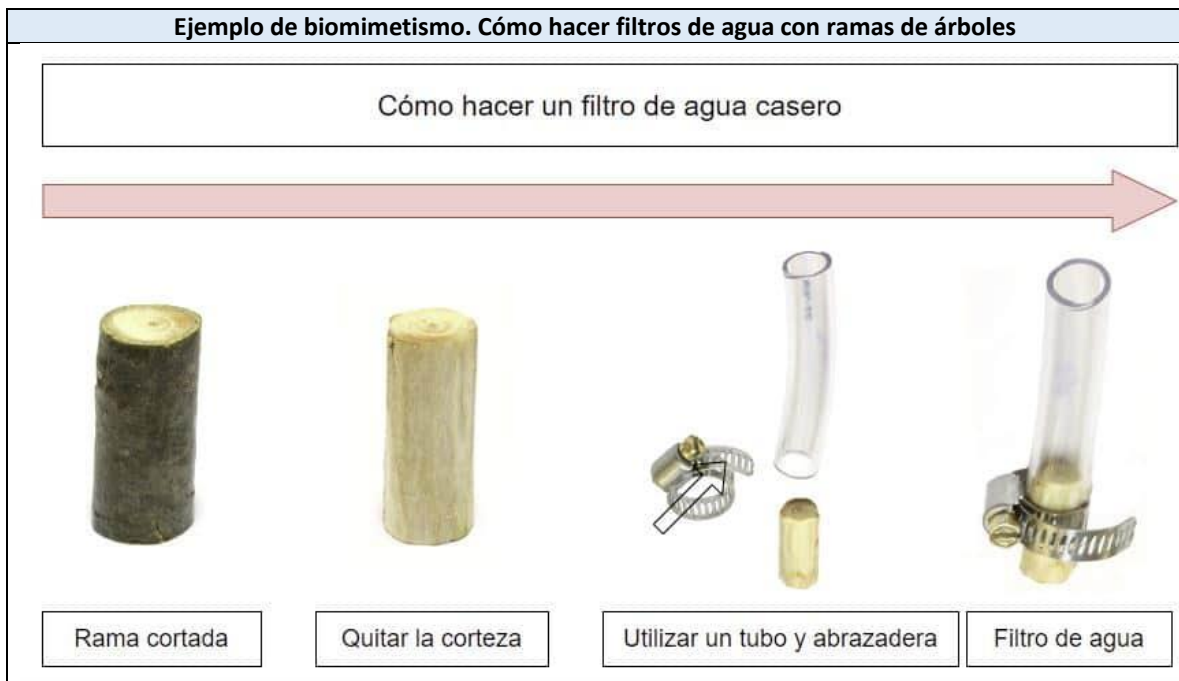 Ejemplo de biomimetismo. Cómo hacer filtros de agua con ramas de árboles
Cómo hacer un filtro de agua casero
Rama cortada
Quitar la corteza
Utilizar un tubo y abrazadera
Filtro de agua